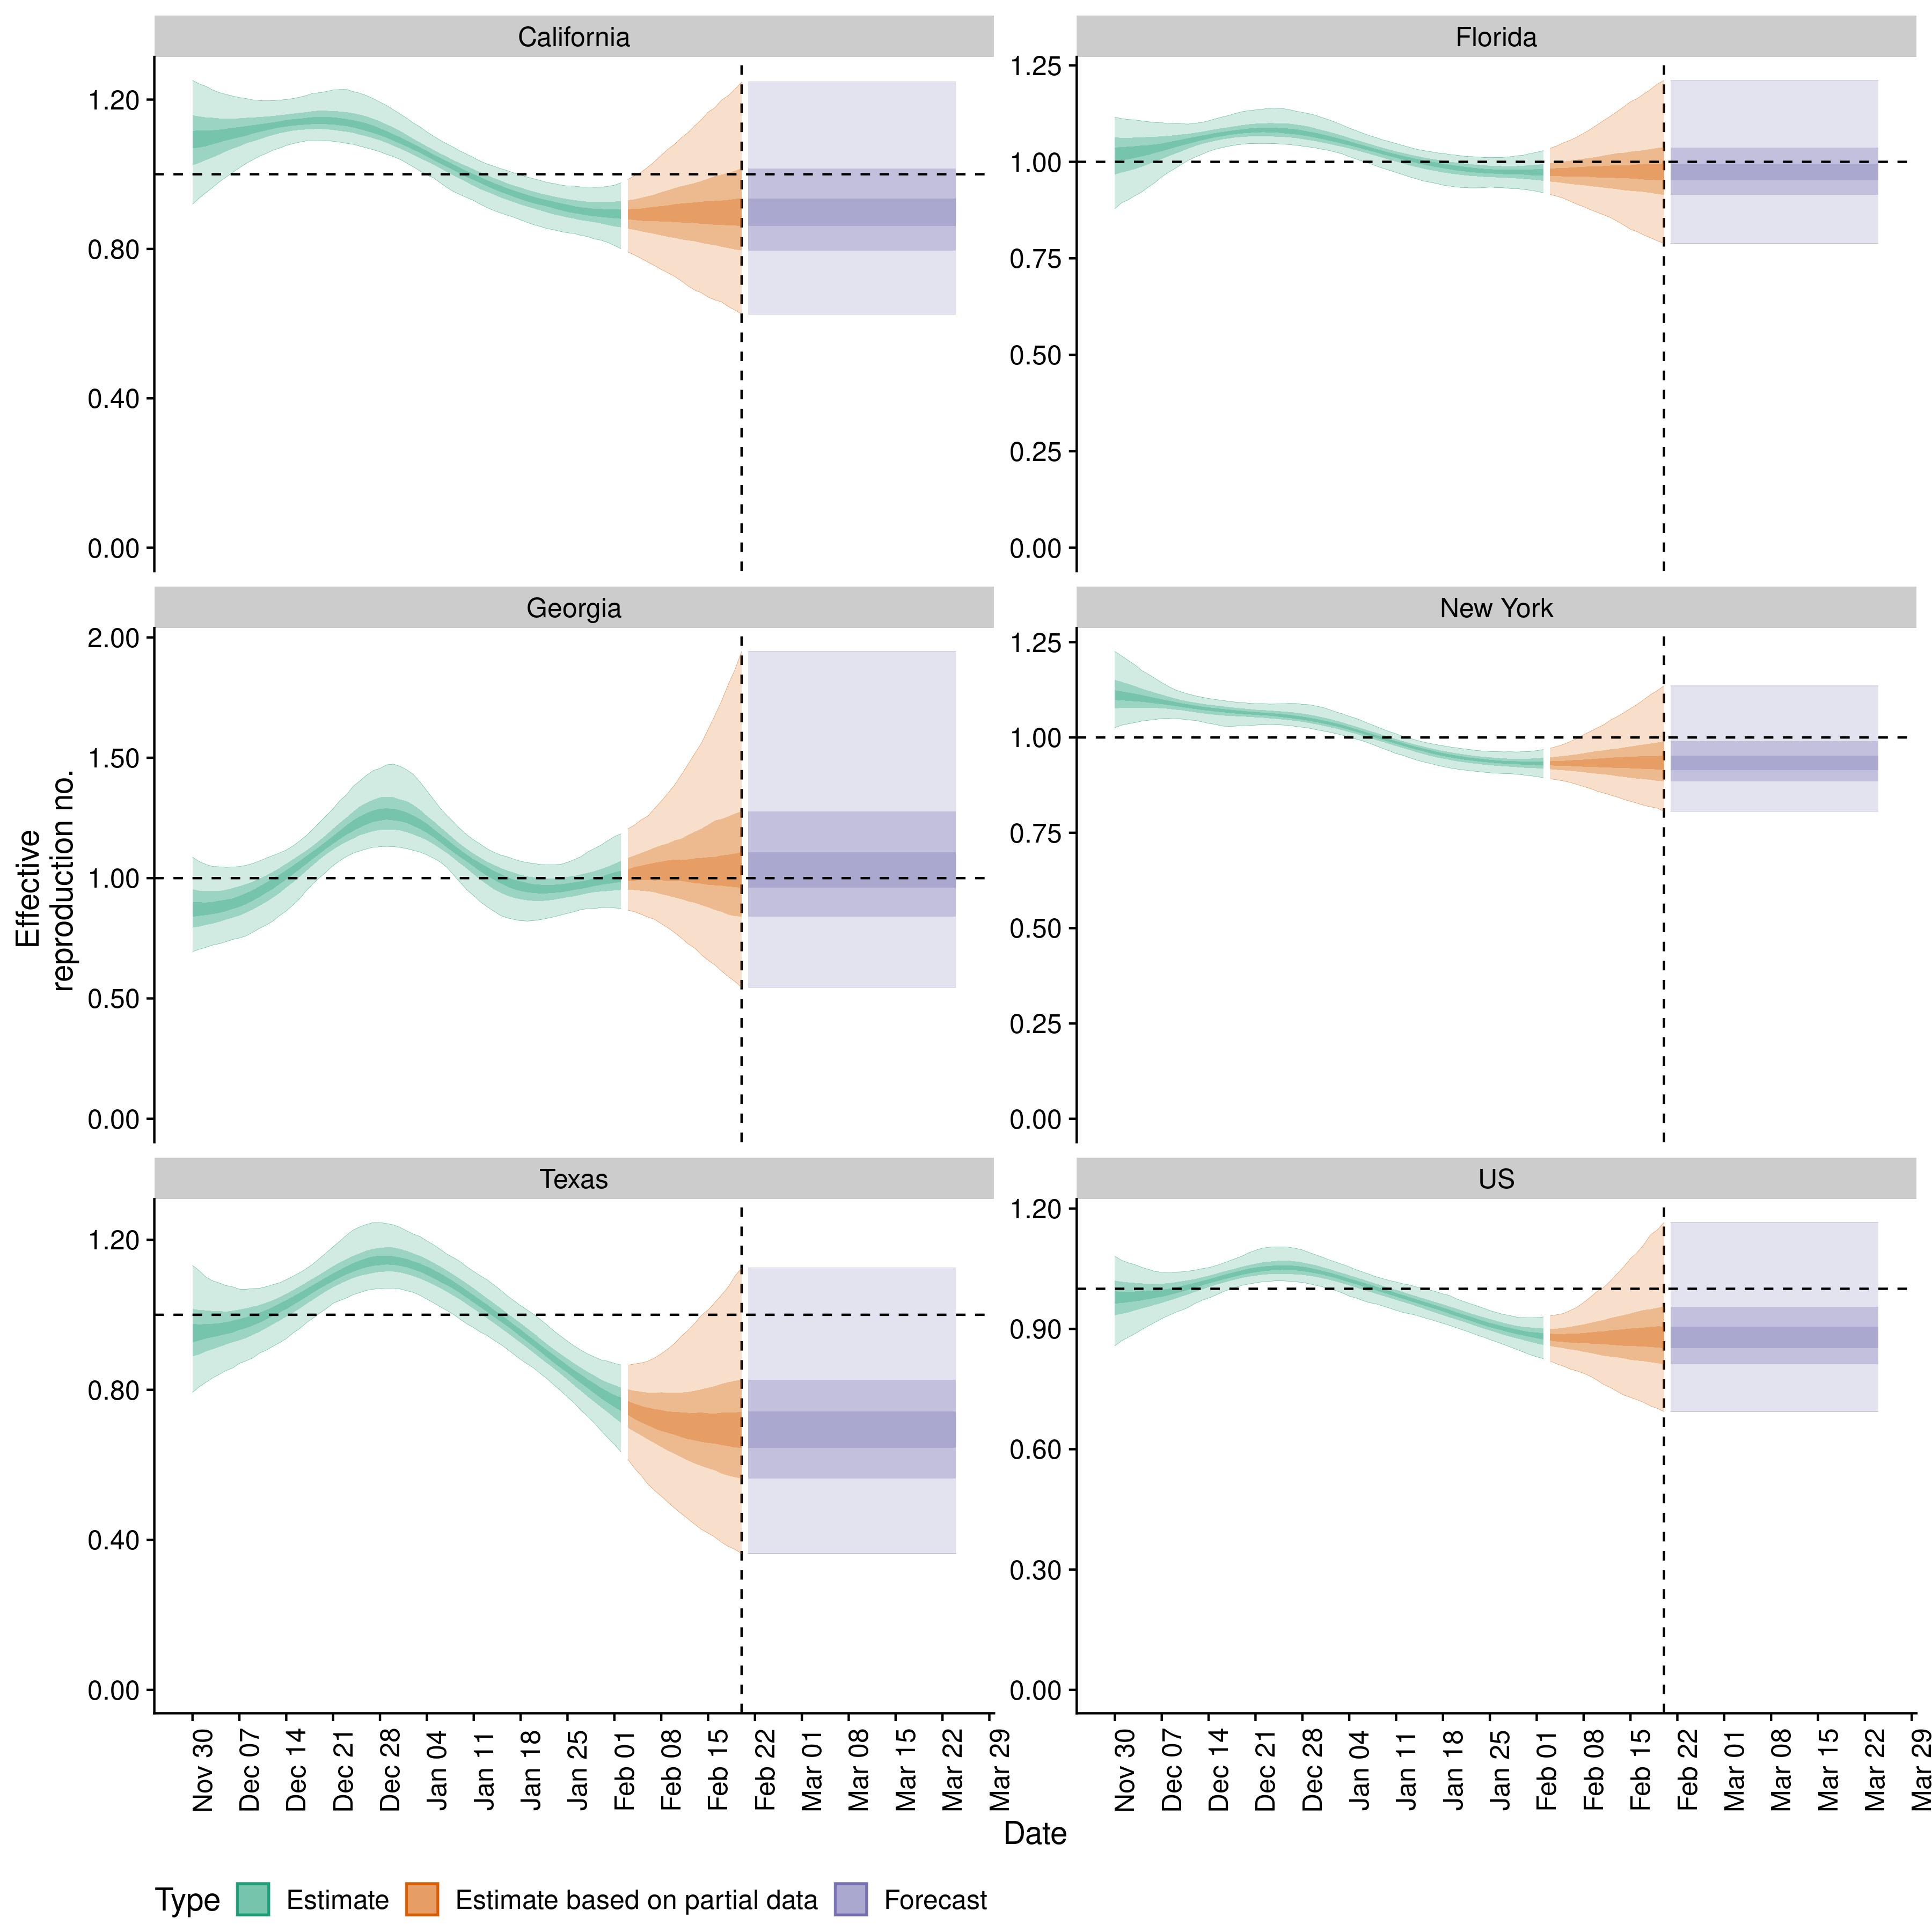 California
Florida
1.20
0.80
0.40
0.00
1.25
1.00
0.75
0.50
0.25
0.00
Georgia
New York
2.00
1.50
1.00
0.50
0.00
1.25
1.00
0.75
0.50
0.25
0.00
Effective
reproduction no.
Texas
US
1.20
0.80
0.40
0.00
1.20
0.90
0.60
0.30
0.00
Nov 30
Dec 07
Dec 14
Dec 21
Dec 28
Jan 04
Jan 11
Jan 18
Jan 25
Feb 01
Feb 08
Feb 15
Feb 22
Mar 01
Mar 08
Mar 15
Mar 22
Mar 29
Nov 30
Dec 07
Dec 14
Dec 21
Dec 28
Jan 04
Jan 11
Jan 18
Jan 25
Feb 01
Feb 08
Feb 15
Feb 22
Mar 01
Mar 08
Mar 15
Mar 22
Mar 29
Date
Type
Estimate
Estimate based on partial data
Forecast